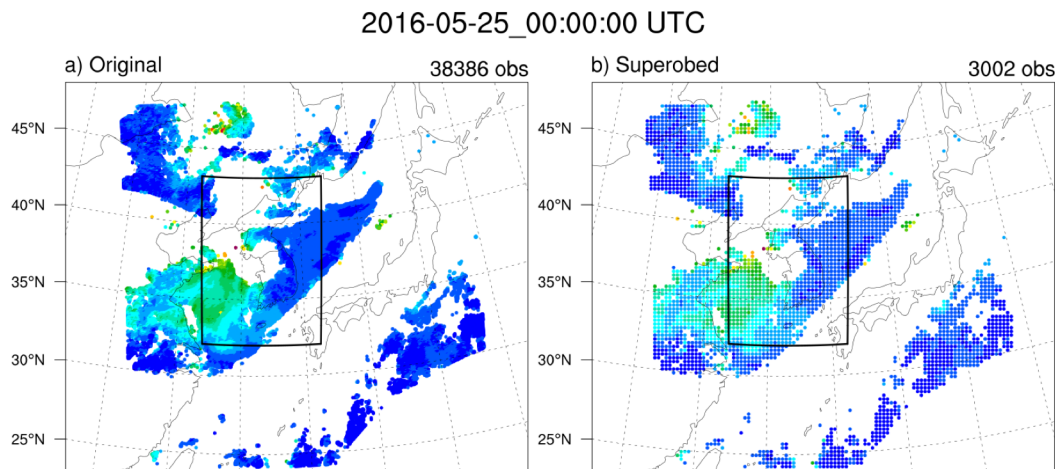 2016-05-25_00:00:00 UTC
a) Original 38386 obs
b) Superobed 3002 obs
45°N
40°N
35°N
30°N
25°N
45°N
40°N
35°N
30°N
25°N